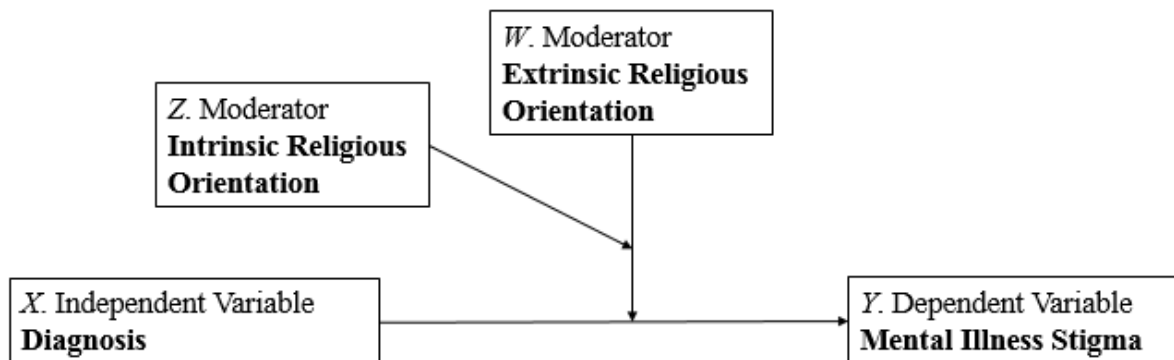 W. Moderator
Extrinsic Religious
Orientation
Z. Moderator
Intrinsic Religious
Orientation
X. Independent Variable
Diagnosis
Y. Dependent Variable
Mental Illness Stigma